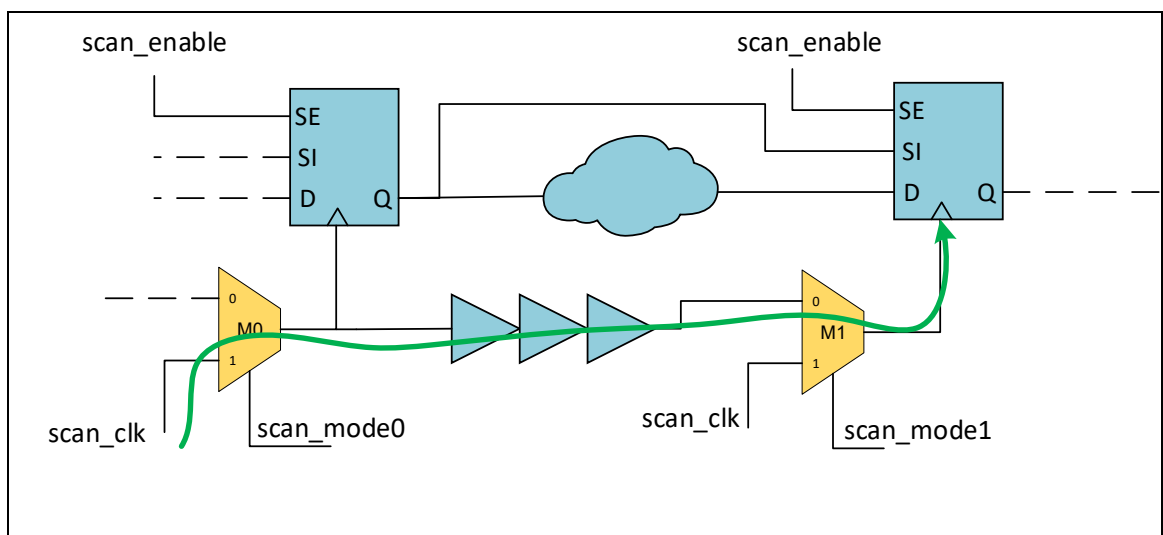 scan_enable
scan_enable
SE
SI
D
Q
SE
SI
D
Q
0
M0
1
0
M1
1
scan_clk
scan_mode0
scan_clk
scan_mode1